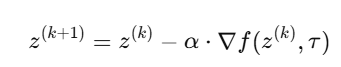 z^{(k+1)} = z^{(k)} − α · ∇f(z^{(k)}, τ)